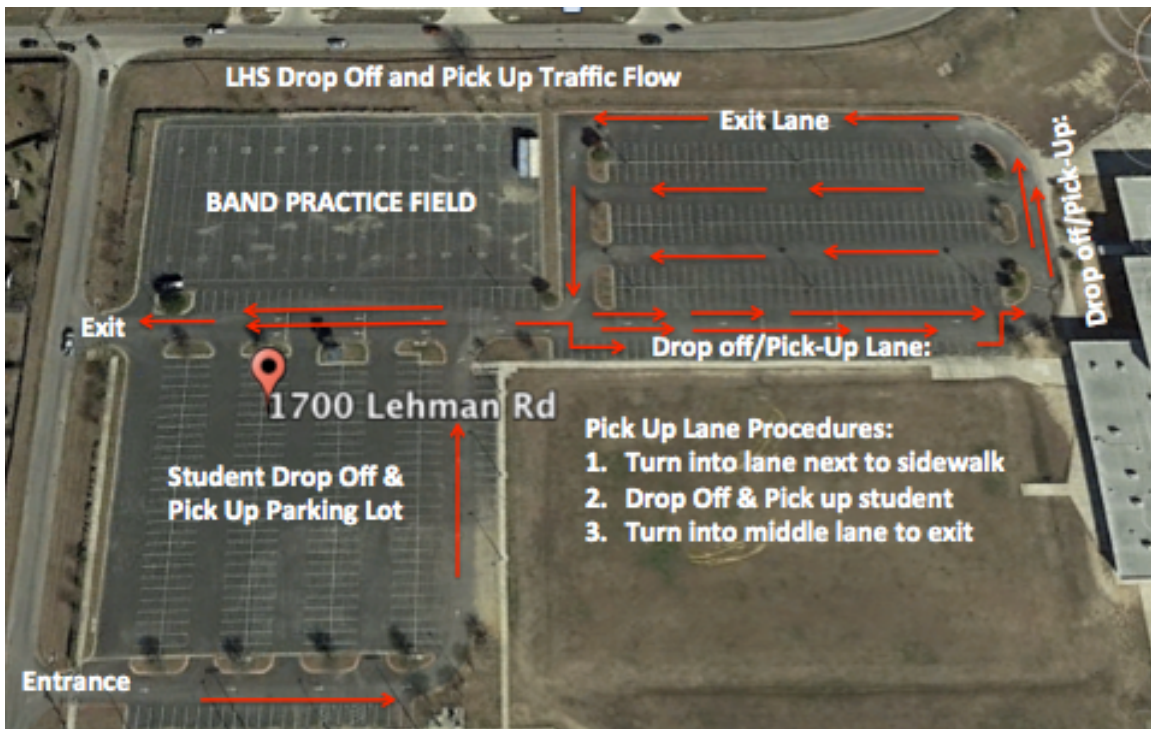 LHS Drop Off and Pick Up Traffic Flow
Exit Lane
Drop off/Pick-Up:
BAND PRACTICE FIELD
Exit
Drop off/Pick-Up Lane:
1700 Lehman Rd
Pick Up Lane Procedures:
1. Turn into lane next to sidewalk
2. Drop Off & Pick up student
3. Turn into middle lane to exit
Student Drop Off &
Pick Up Parking Lot
Entrance